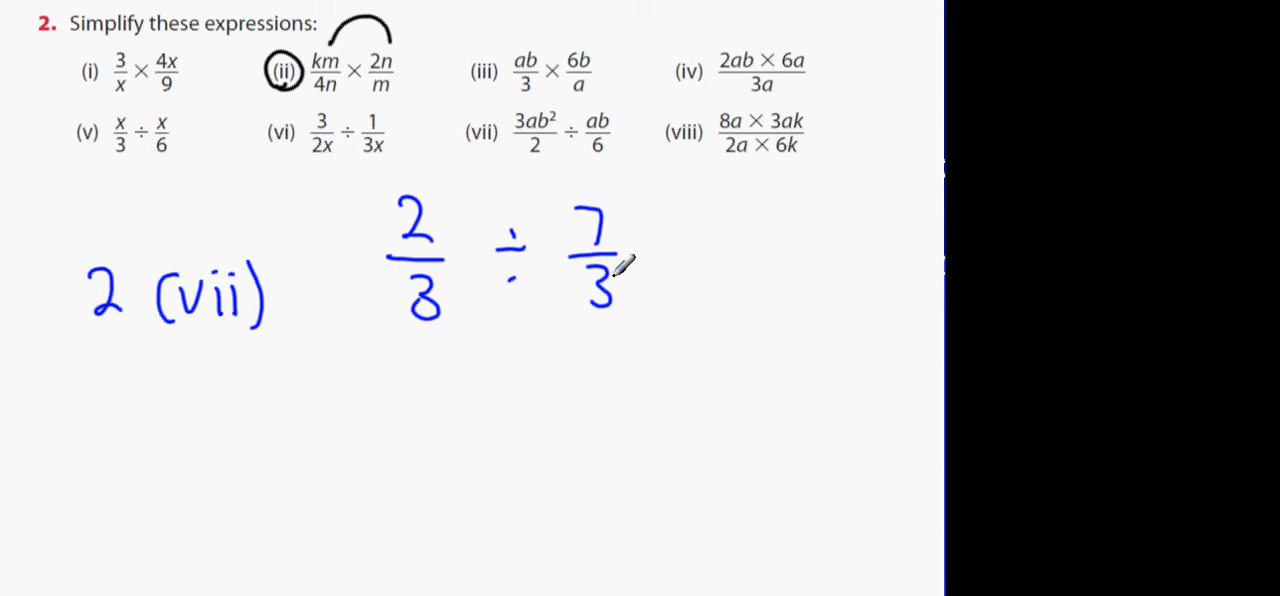 2. Simplify these expressions:
(i) 3/x × 4x/9 (ii) km/4n × 2n/m (iii) ab/3 × 6b/a (iv) 2ab × 6a/3a
(v) x/3 ÷ x/6 (vi) 3/2x ÷ 1/3x (vii) 3ab²/2 ÷ ab/6 (viii) 8a × 3ak/2a × 6k
2 (vii) 2/3 ÷ 7/3